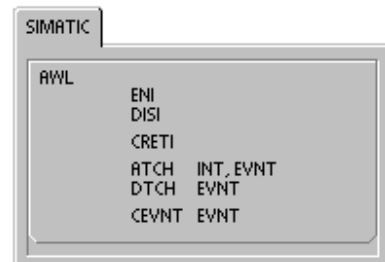 SIMATIC
AWL
ENI
DISI
CRETI
ATCH INT, EVNT
DTCH EVNT
CEVNT EVNT